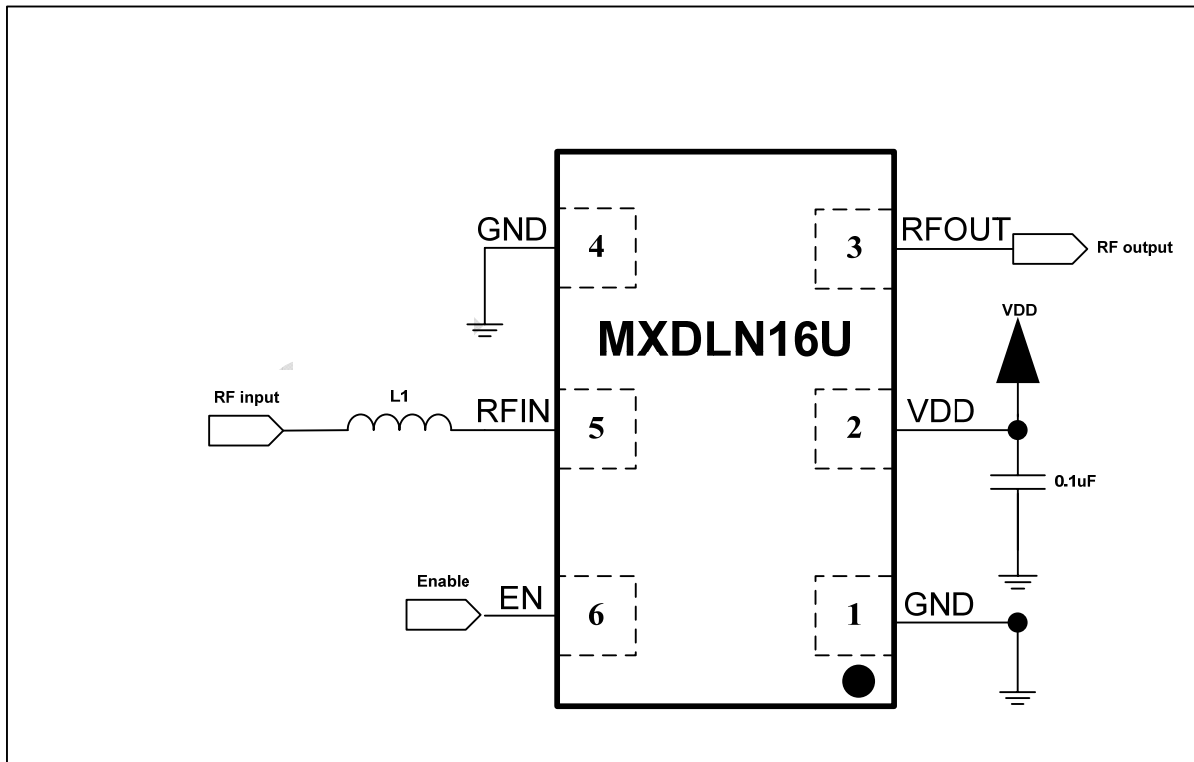 GND
4
3
RFOUT
RF output
MXDLN16U
VDD
RF input
L1
RFIN
5
2
VDD
0.1uF
Enable
EN
6
1
GND